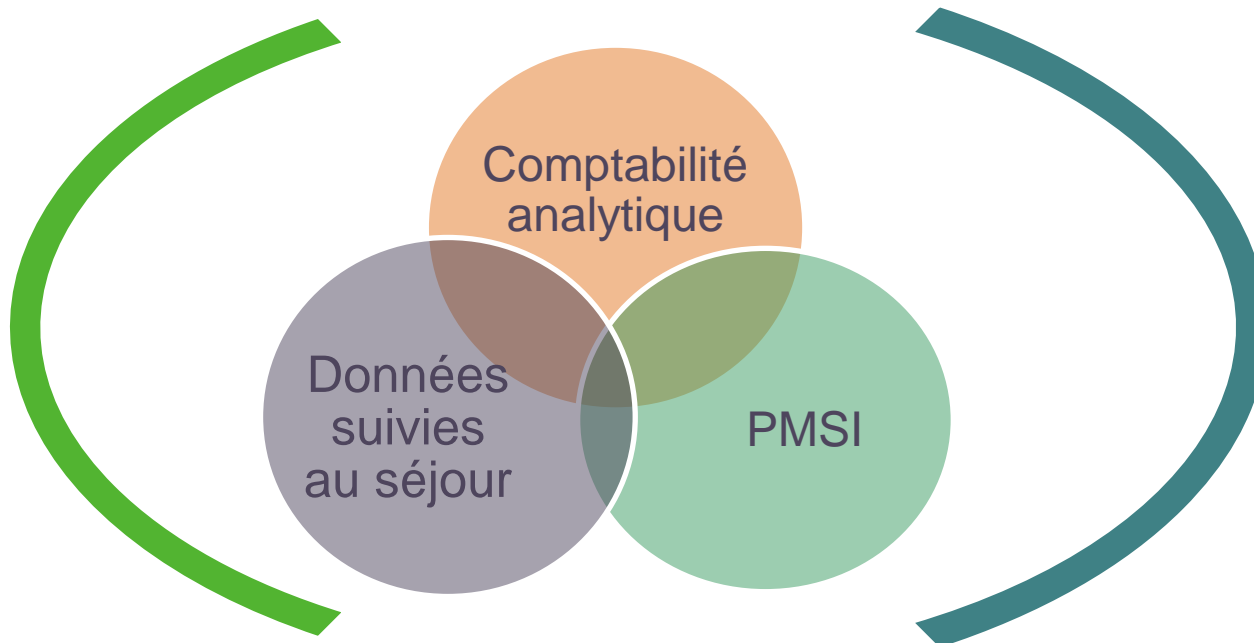 Comptabilité
analytique
Données
suivies
au séjour
PMSI